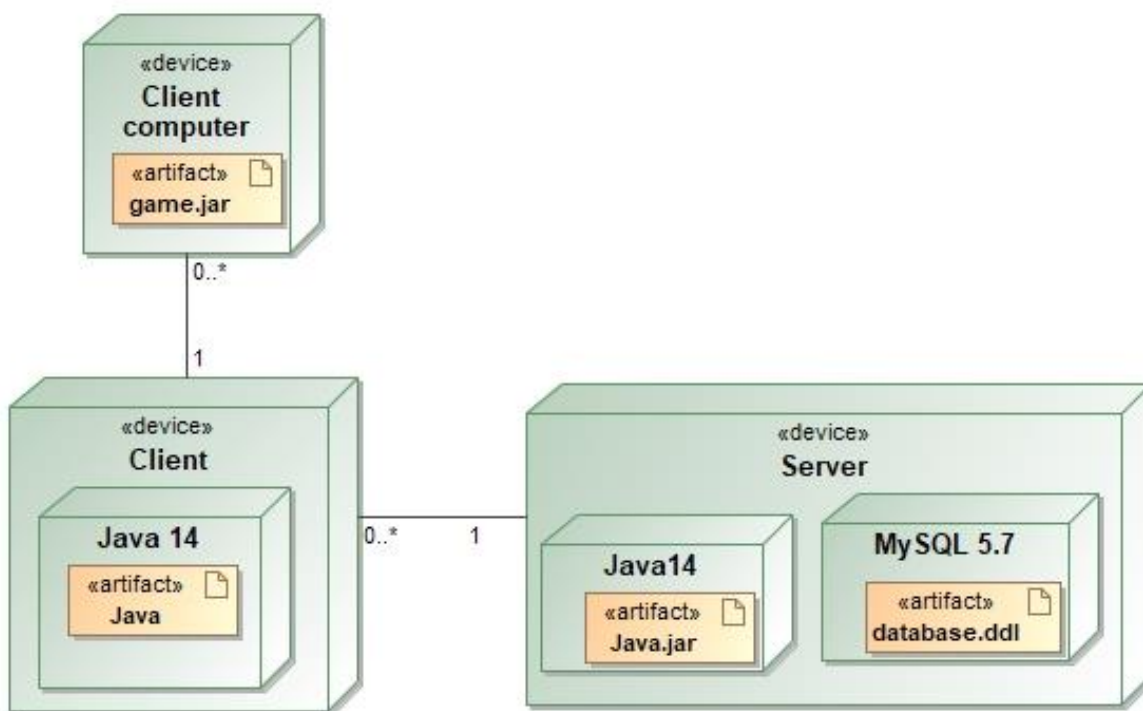 «device»
Client
computer
«artifact»
game.jar
0..*
1
«device»
Client
Java 14
«artifact»
Java
0..*
1
«device»
Server
Java14
«artifact»
Java.jar
MySQL 5.7
«artifact»
database.ddl